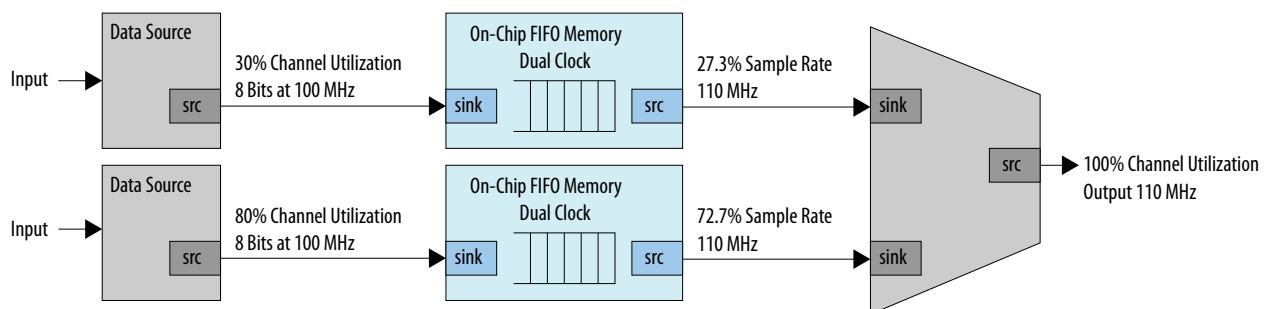 Data Source
Input
src
30% Channel Utilization
8 Bits at 100 MHz
On-Chip FIFO Memory
Dual Clock
sink
src
27.3% Sample Rate
110 MHz
sink
Data Source
Input
src
80% Channel Utilization
8 Bits at 100 MHz
On-Chip FIFO Memory
Dual Clock
sink
src
72.7% Sample Rate
110 MHz
sink
src
100% Channel Utilization
Output 110 MHz